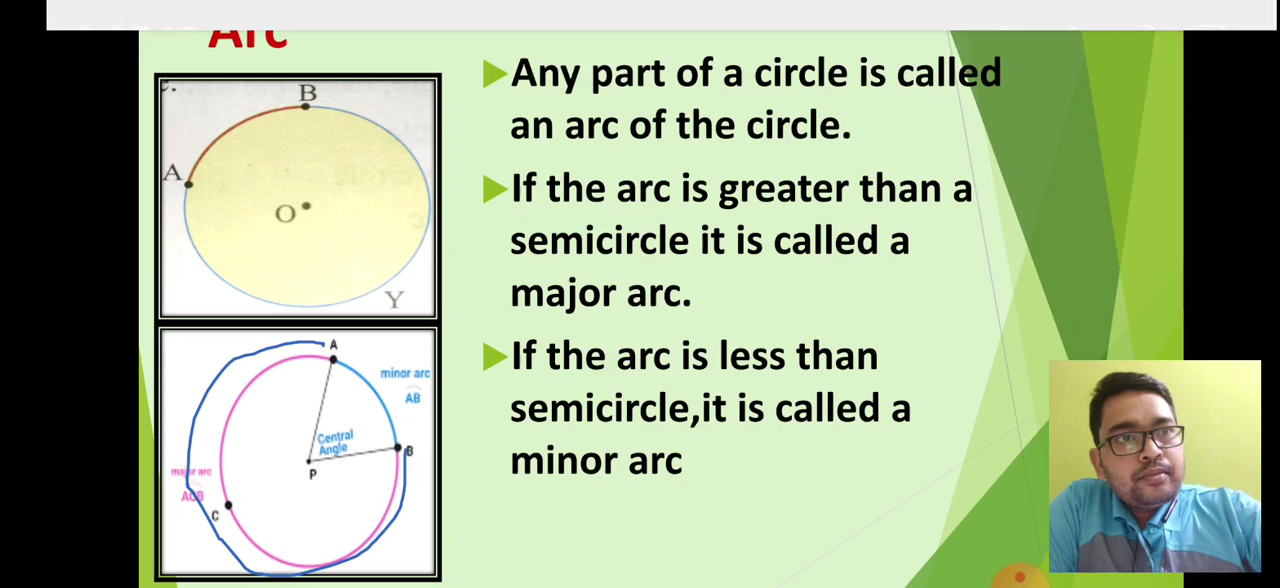 Arc
c.
B
A
O
Y
Any part of a circle is called
an arc of the circle.
If the arc is greater than a
semicircle it is called a
major arc.
If the arc is less than
semicircle,it is called a
minor arc
A
minor arc
AB
Central
Angle
B
P
major arc
ACB
C